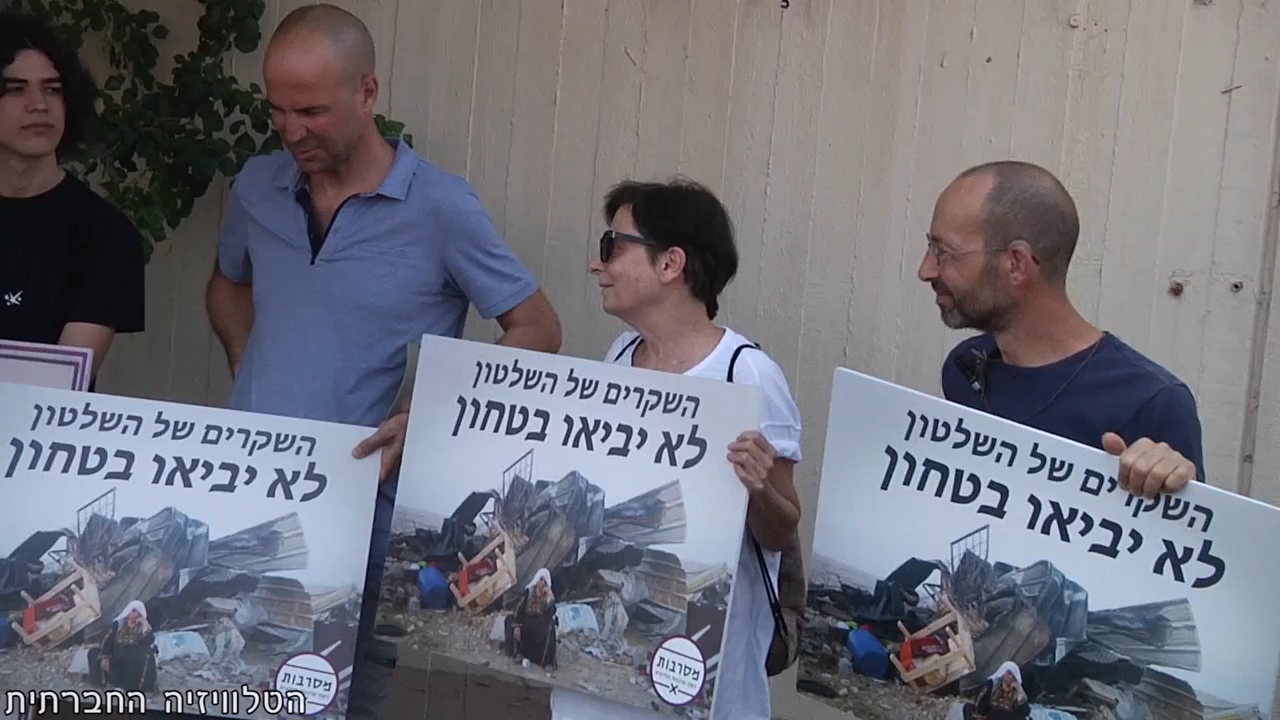 השקרים של השלטון
לא יביאו בטחון
השקרים של השלטון
לא יביאו בטחון
מסרבות
השקרים של השלטון
לא יביאו בטחון
מסרבות
הטלוויזיה החברתית